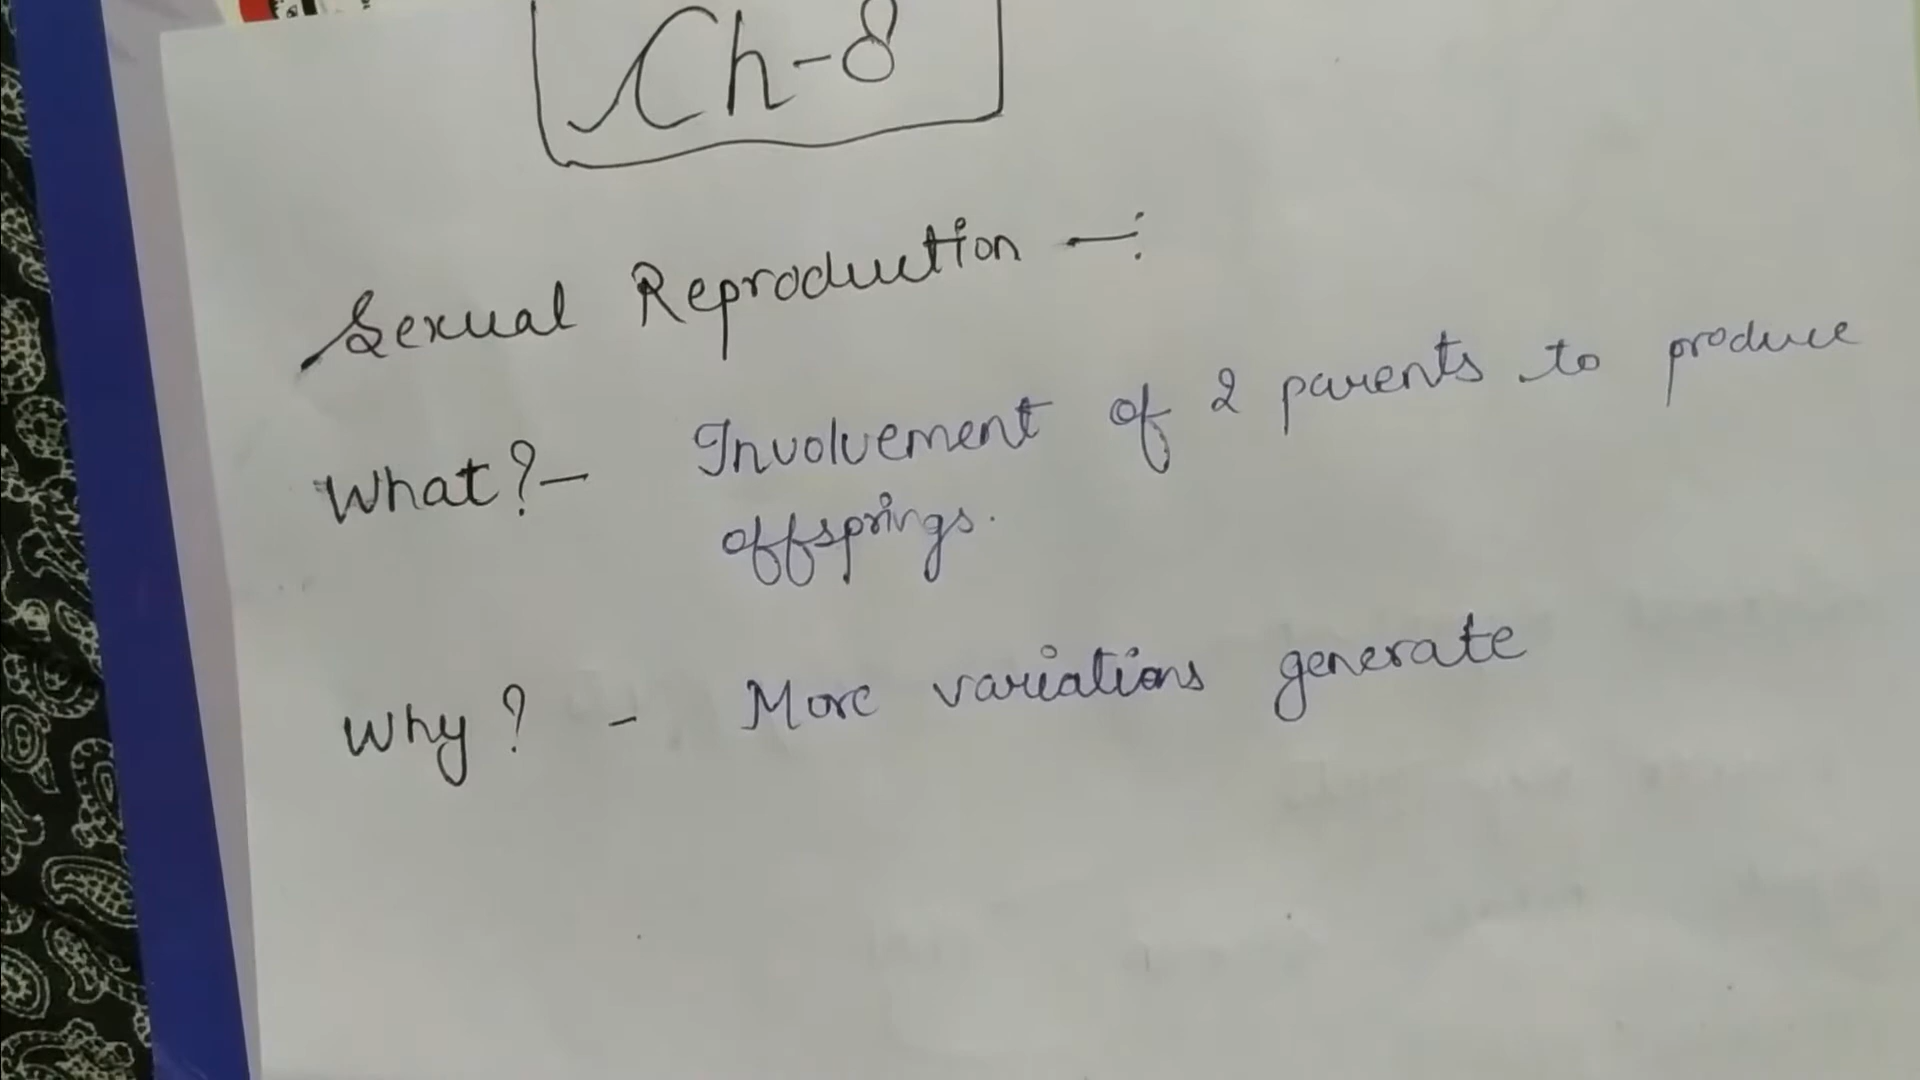 Ch-8
Sexual Reproduction -:
What? - Involvement of 2 parents to produce
offsprings.
Why? - More variations generate